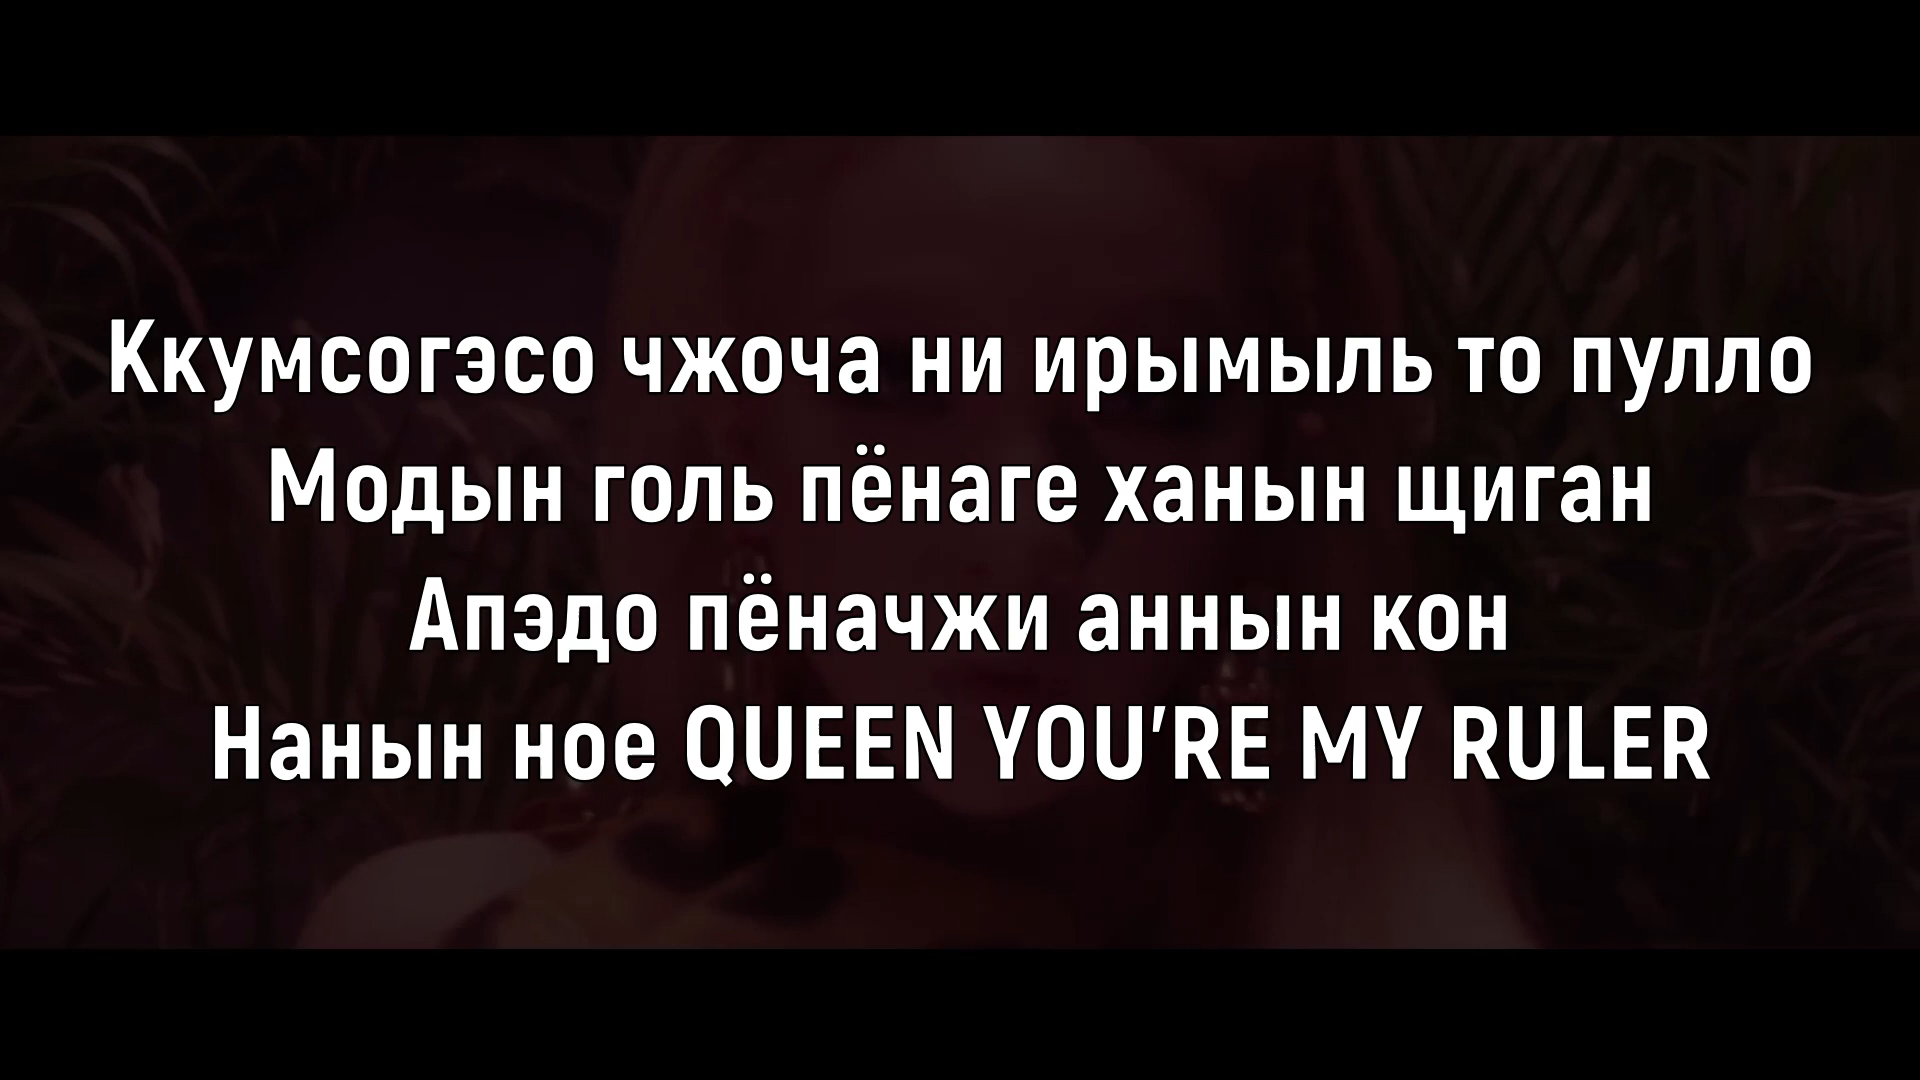 Ккумсогэсо чжоча ни ирымыль то пулло
Модын голь пёнаге ханын щиган
Апэдо пёначжи аннын кон
Нанын ное QUEEN YOU'RE MY RULER